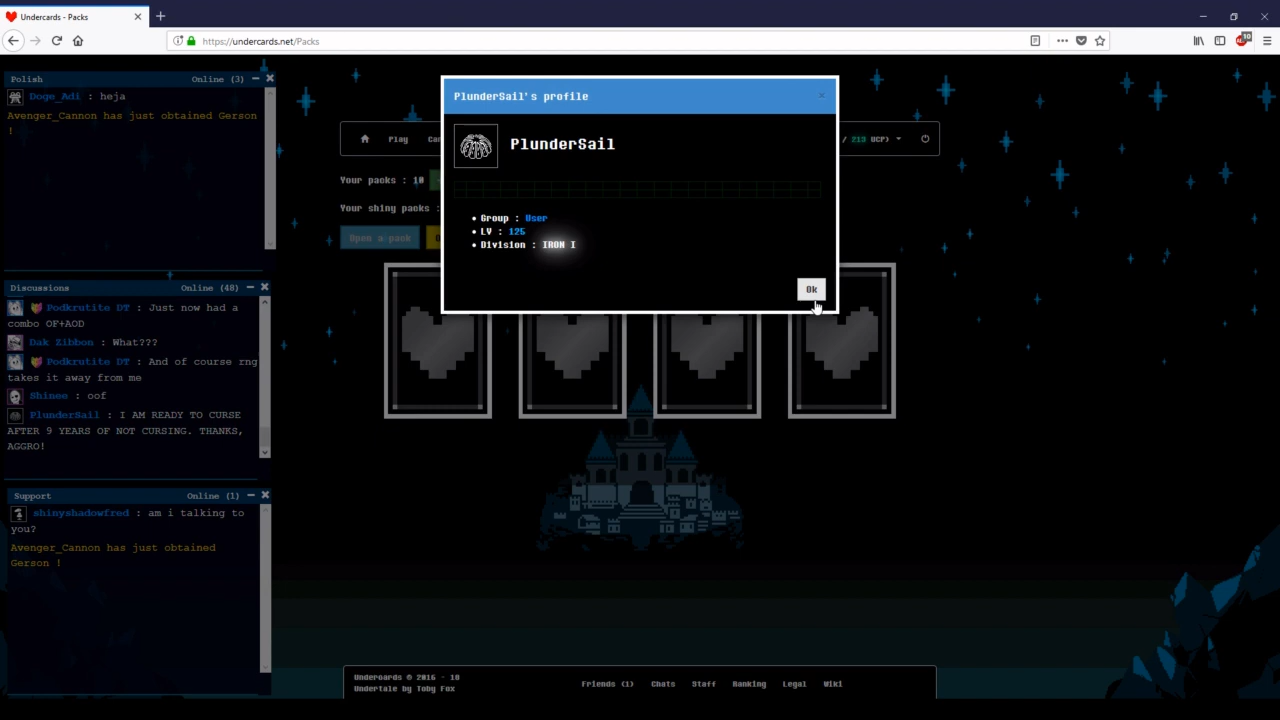 Undercards - Packs
https://undercards.net/Packs
10
Polish Online (3)
Doge_Adi : heja
Avenger_Cannon has just obtained Gerson
!
Discussions Online (48)
Podkrutite DT : Just now had a
combo OF+AOD
Dak Zibbon : What???
Podkrutite DT : And of course rng
takes it away from me
Shinee : oof
PlunderSail : I AM READY TO CURSE
AFTER 9 YEARS OF NOT CURSING. THANKS,
AGGRO!
Support Online (1)
shinyshadowfred : am i talking to
you?
Avenger_Cannon has just obtained
Gerson !
Play
/ 213 UCP)
Your packs : 10
Your shiny packs :
Open a pack
PlunderSail's profile
PlunderSail
Group : User
LV : 125
Division : IRON I
Ok
Undercards © 2016 - 18
Undertale by Toby Fox
Friends (1) Chats Staff Ranking Legal Wiki